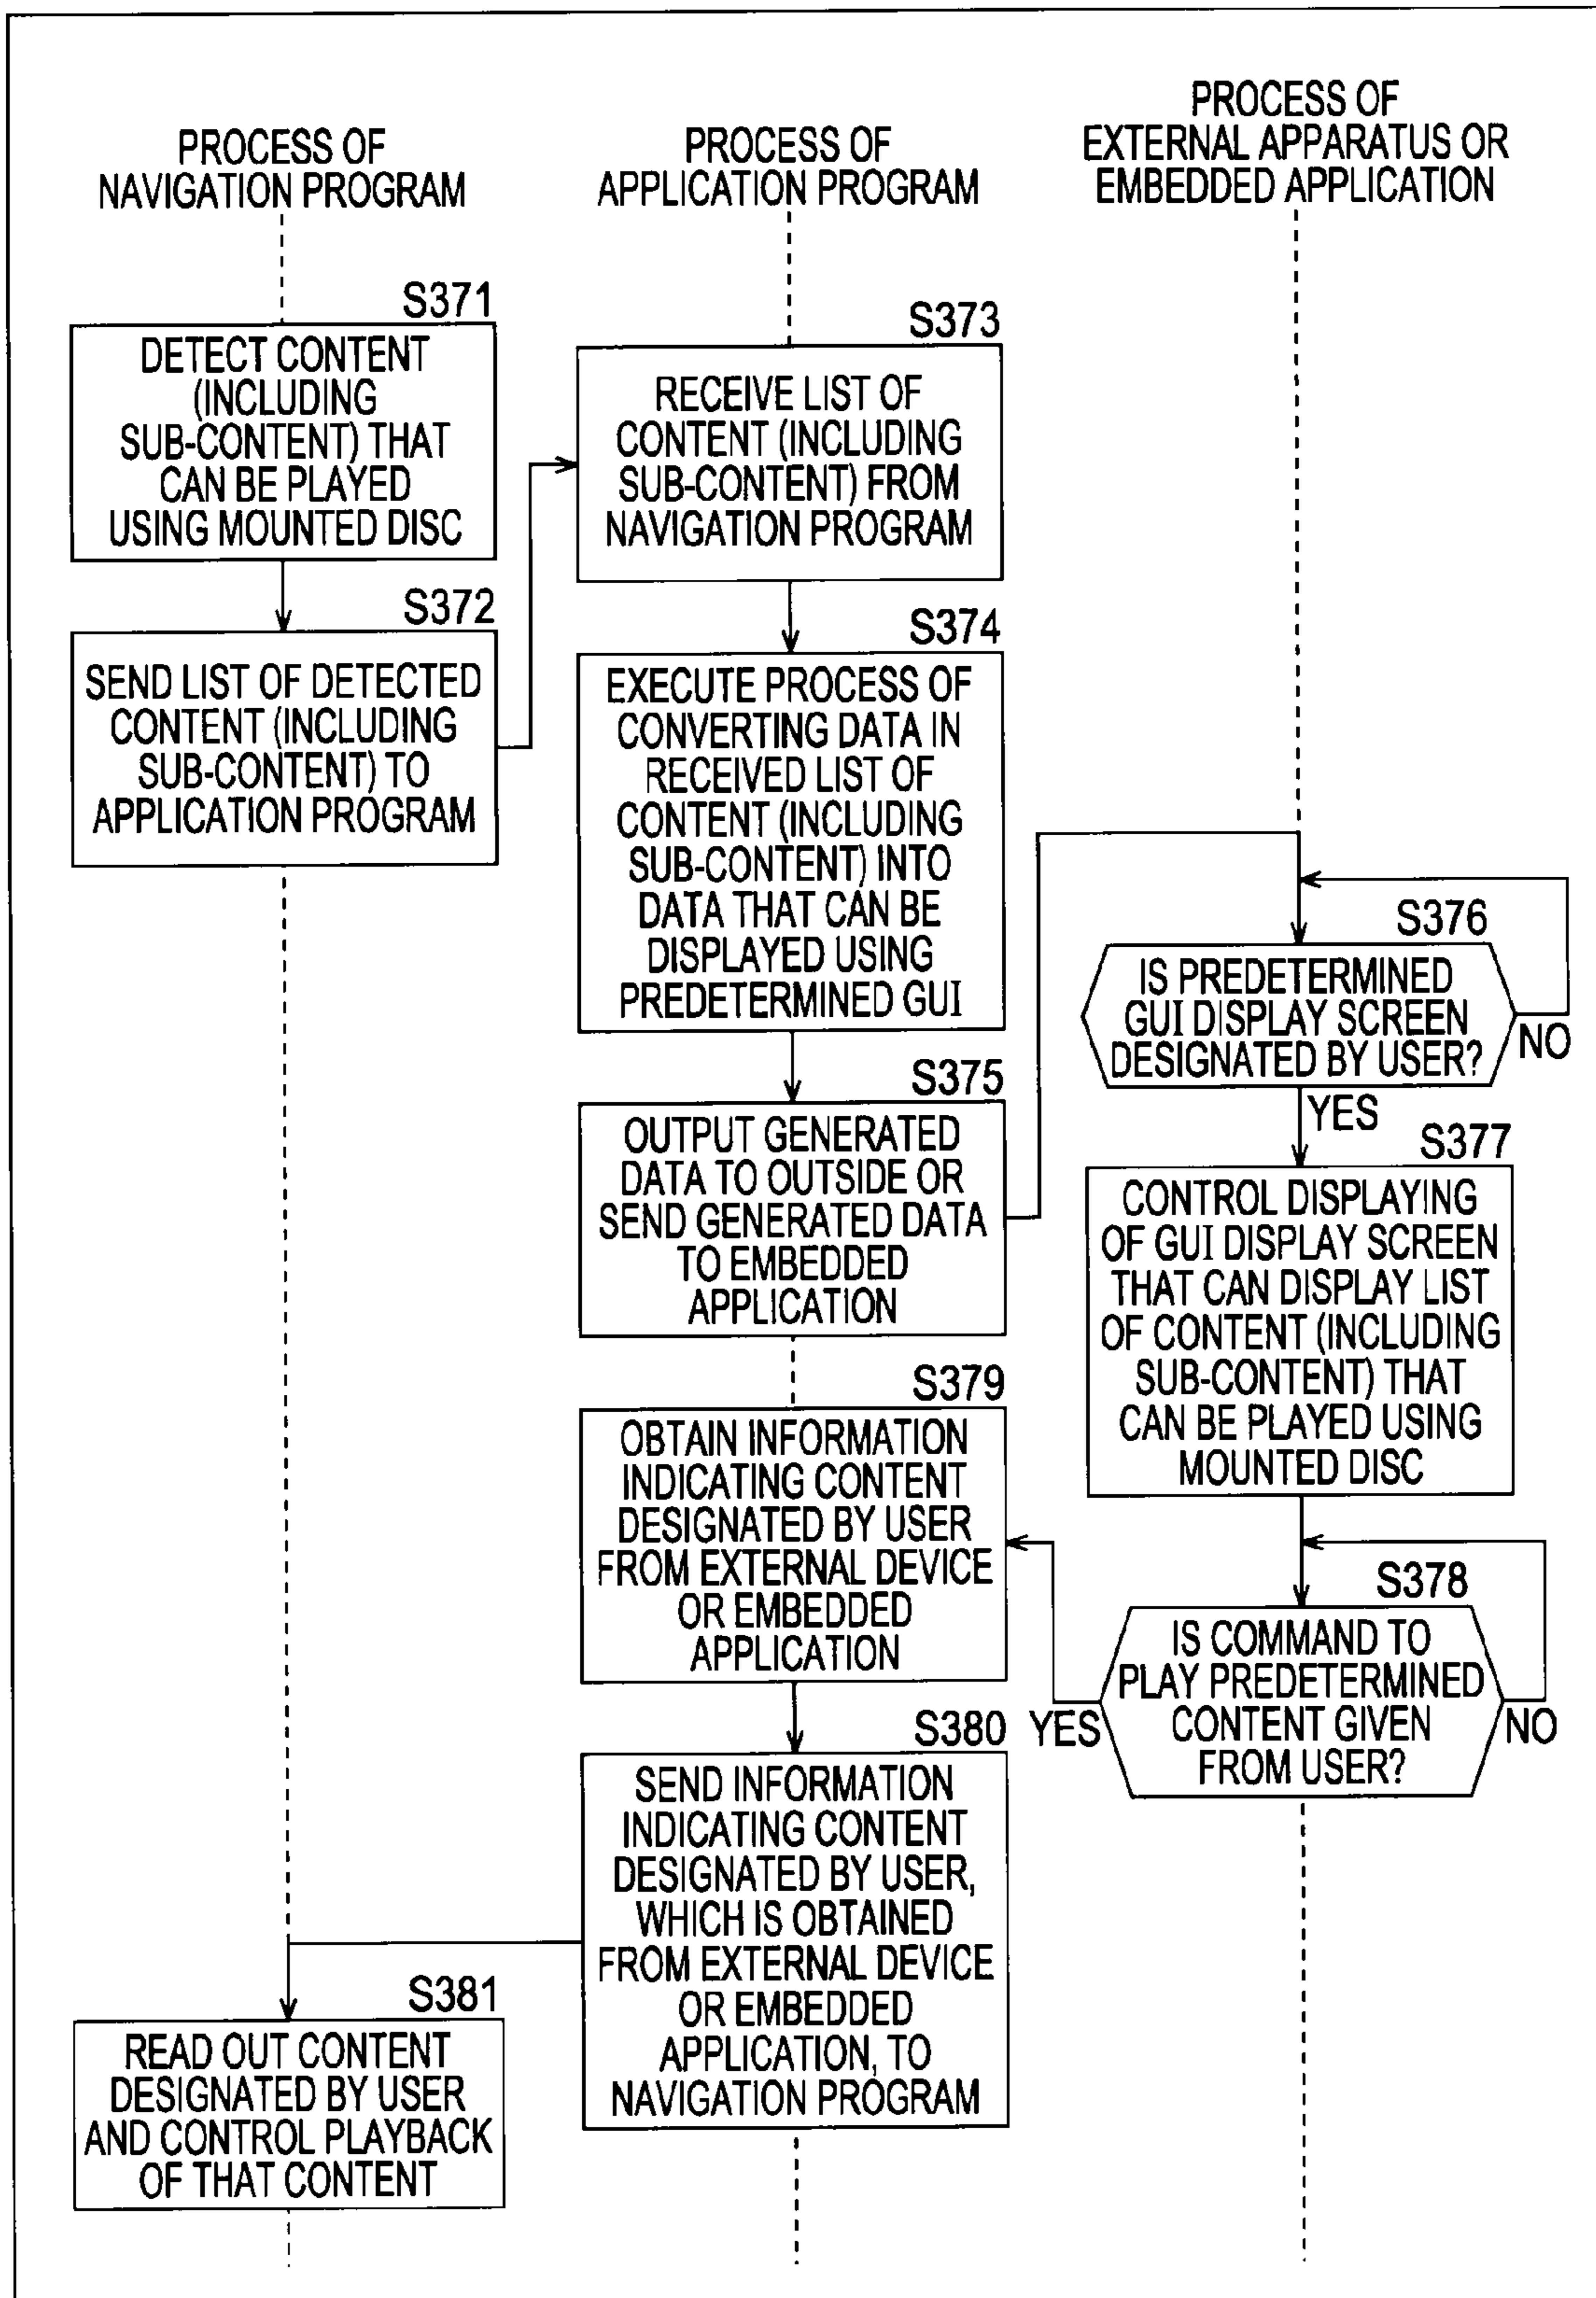 PROCESS OF
NAVIGATION PROGRAM
PROCESS OF
APPLICATION PROGRAM
PROCESS OF
EXTERNAL APPARATUS OR
EMBEDDED APPLICATION
S371
DETECT CONTENT
(INCLUDING
SUB-CONTENT) THAT
CAN BE PLAYED
USING MOUNTED DISC
S372
SEND LIST OF DETECTED
CONTENT (INCLUDING
SUB-CONTENT) TO
APPLICATION PROGRAM
S373
RECEIVE LIST OF
CONTENT (INCLUDING
SUB-CONTENT) FROM
NAVIGATION PROGRAM
S374
EXECUTE PROCESS OF
CONVERTING DATA IN
RECEIVED LIST OF
CONTENT (INCLUDING
SUB-CONTENT) INTO
DATA THAT CAN BE
DISPLAYED USING
PREDETERMINED GUI
S375
OUTPUT GENERATED
DATA TO OUTSIDE OR
SEND GENERATED DATA
TO EMBEDDED
APPLICATION
S376
IS PREDETERMINED
GUI DISPLAY SCREEN
DESIGNATED BY USER?
NO
YES
S377
CONTROL DISPLAYING
OF GUI DISPLAY SCREEN
THAT CAN DISPLAY LIST
OF CONTENT (INCLUDING
SUB-CONTENT) THAT
CAN BE PLAYED USING
MOUNTED DISC
S378
IS COMMAND TO
PLAY PREDETERMINED
CONTENT GIVEN
FROM USER?
YES
NO
S379
OBTAIN INFORMATION
INDICATING CONTENT
DESIGNATED BY USER
FROM EXTERNAL DEVICE
OR EMBEDDED
APPLICATION
S380
SEND INFORMATION
INDICATING CONTENT
DESIGNATED BY USER,
WHICH IS OBTAINED
FROM EXTERNAL DEVICE
OR EMBEDDED
APPLICATION, TO
NAVIGATION PROGRAM
S381
READ OUT CONTENT
DESIGNATED BY USER
AND CONTROL PLAYBACK
OF THAT CONTENT